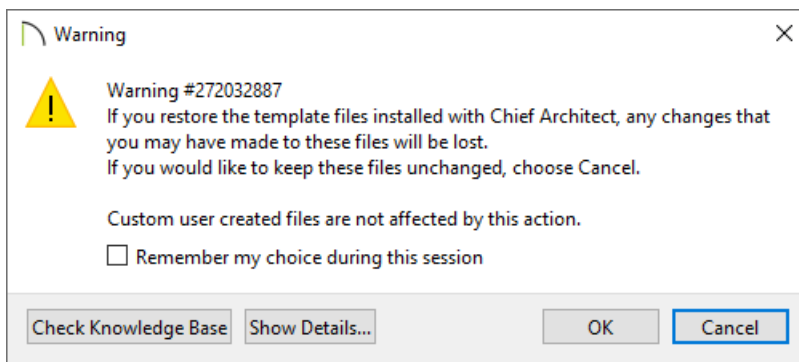 Warning
Warning #272032887
If you restore the template files installed with Chief Architect, any changes that
you may have made to these files will be lost.
If you would like to keep these files unchanged, choose Cancel.
Custom user created files are not affected by this action.
Remember my choice during this session
Check Knowledge Base Show Details... OK Cancel